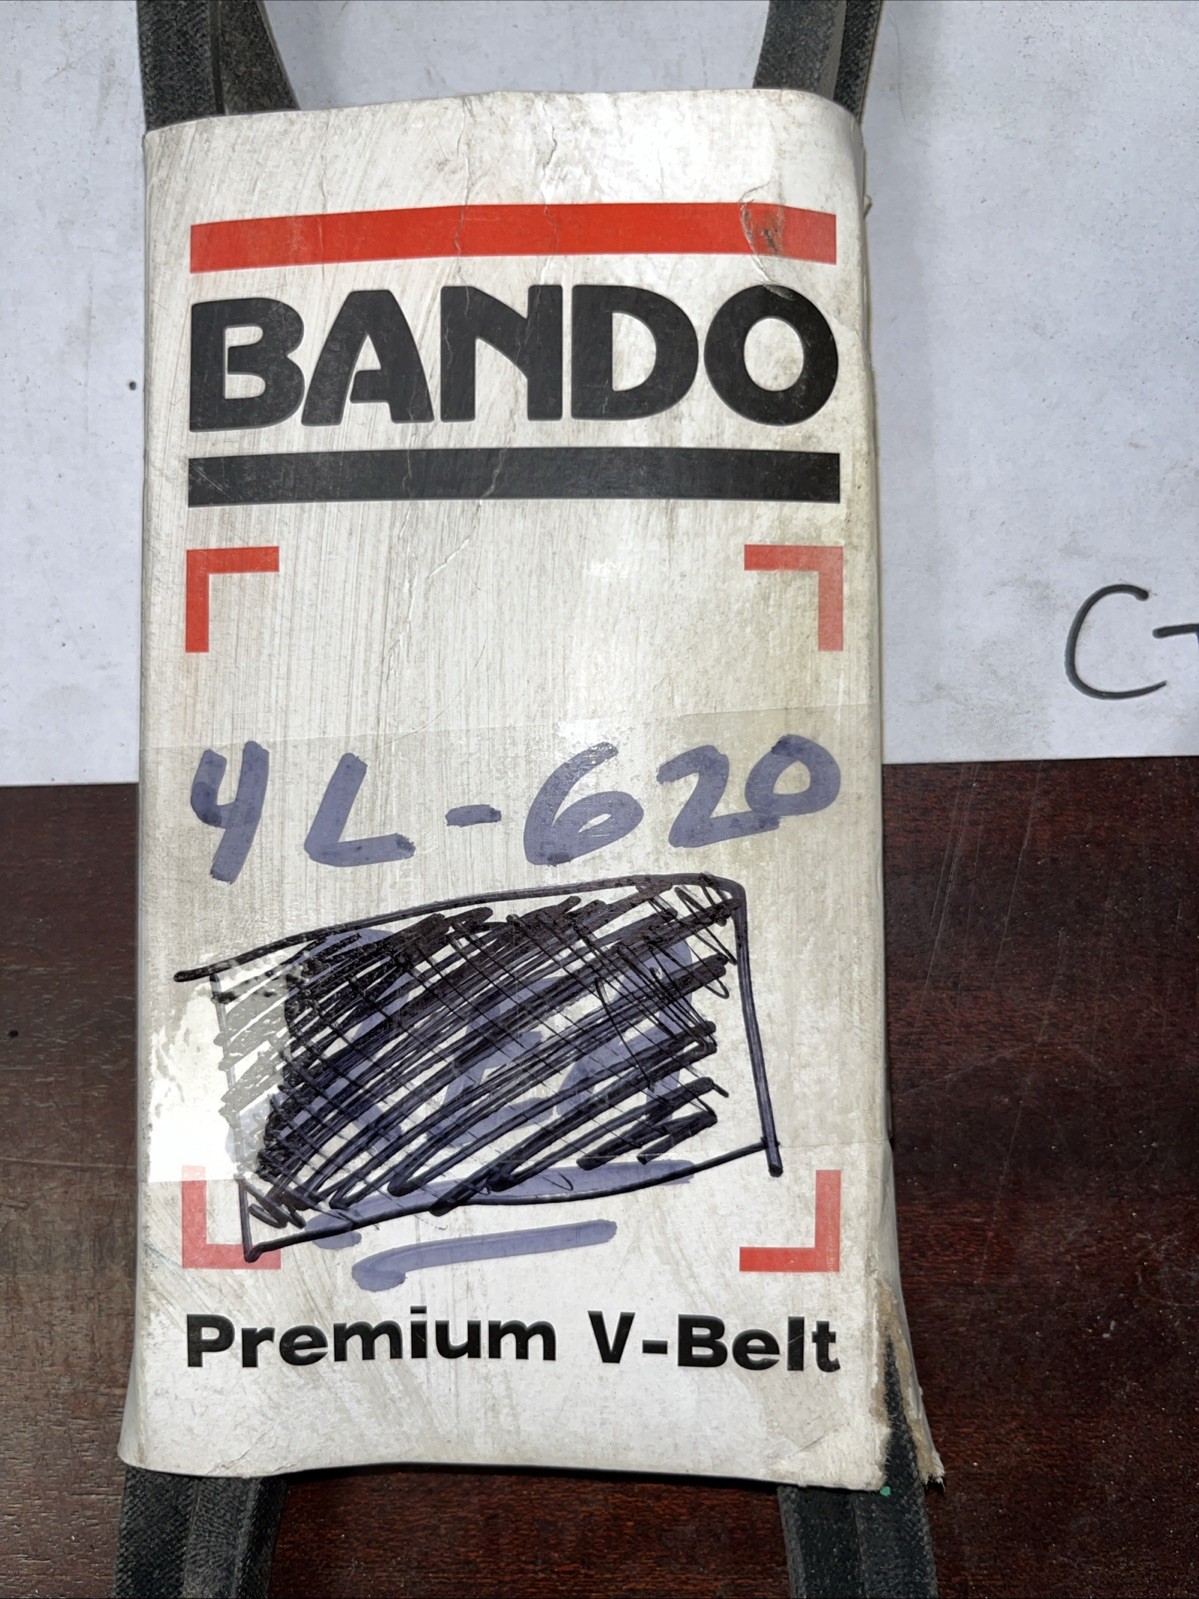 BANDO
4L-620
Premium V-Belt
C-